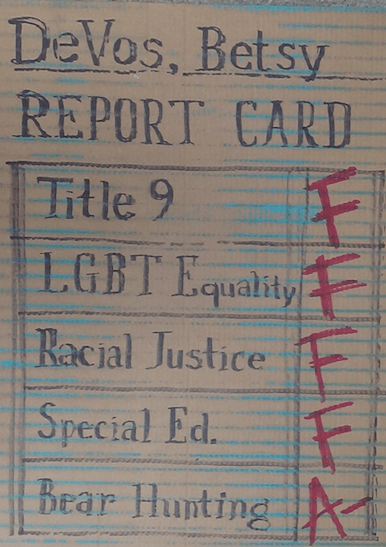 DeVos, Betsy
REPORT CARD
Title 9 F
LGBT Equality F
Racial Justice F
Special Ed. F
Bear Hunting A-